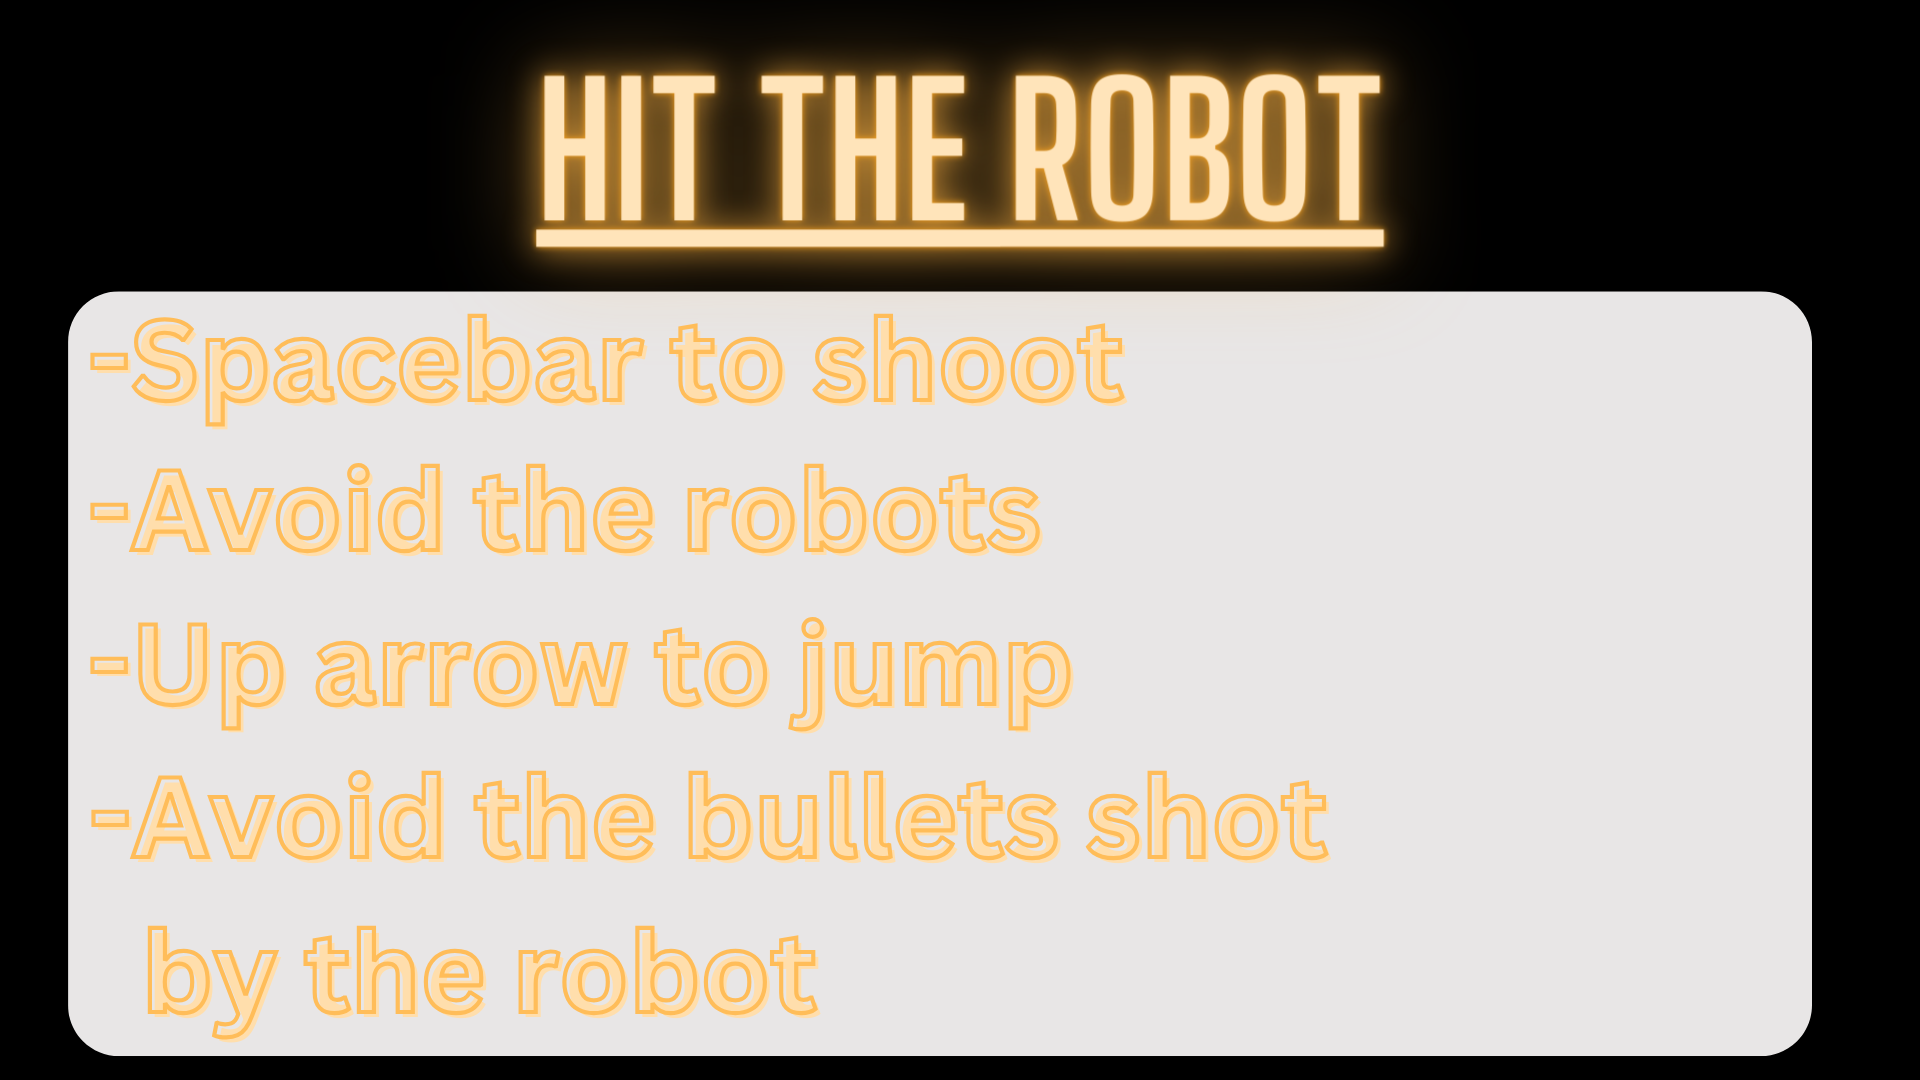 HIT THE ROBOT
-Spacebar to shoot
-Avoid the robots
-Up arrow to jump
-Avoid the bullets shot
by the robot